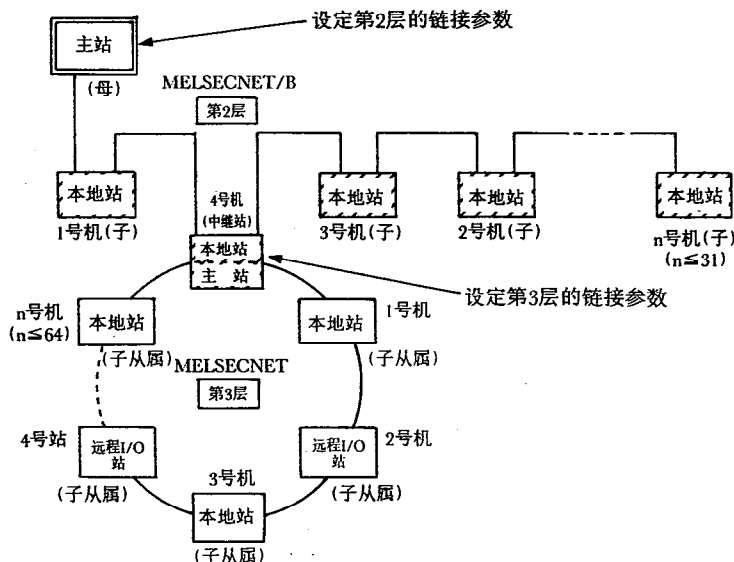 设定第2层的链接参数
主站
(母)
MELSECNET/B
第2层
本地站
1号机(子)
4号机
(中继站)
本地站
主 站
本地站
3号机(子)
本地站
2号机(子)
本地站
n号机(子)
(n≦31)
设定第3层的链接参数
n号机
(n≦64)
本地站
(子从属)
本地站
1号机
(子从属)
MELSECNET
第3层
4号站
远程I/O
站
(子从属)
远程I/O
站
2号机
(子从属)
3号机
本地站
(子从属)